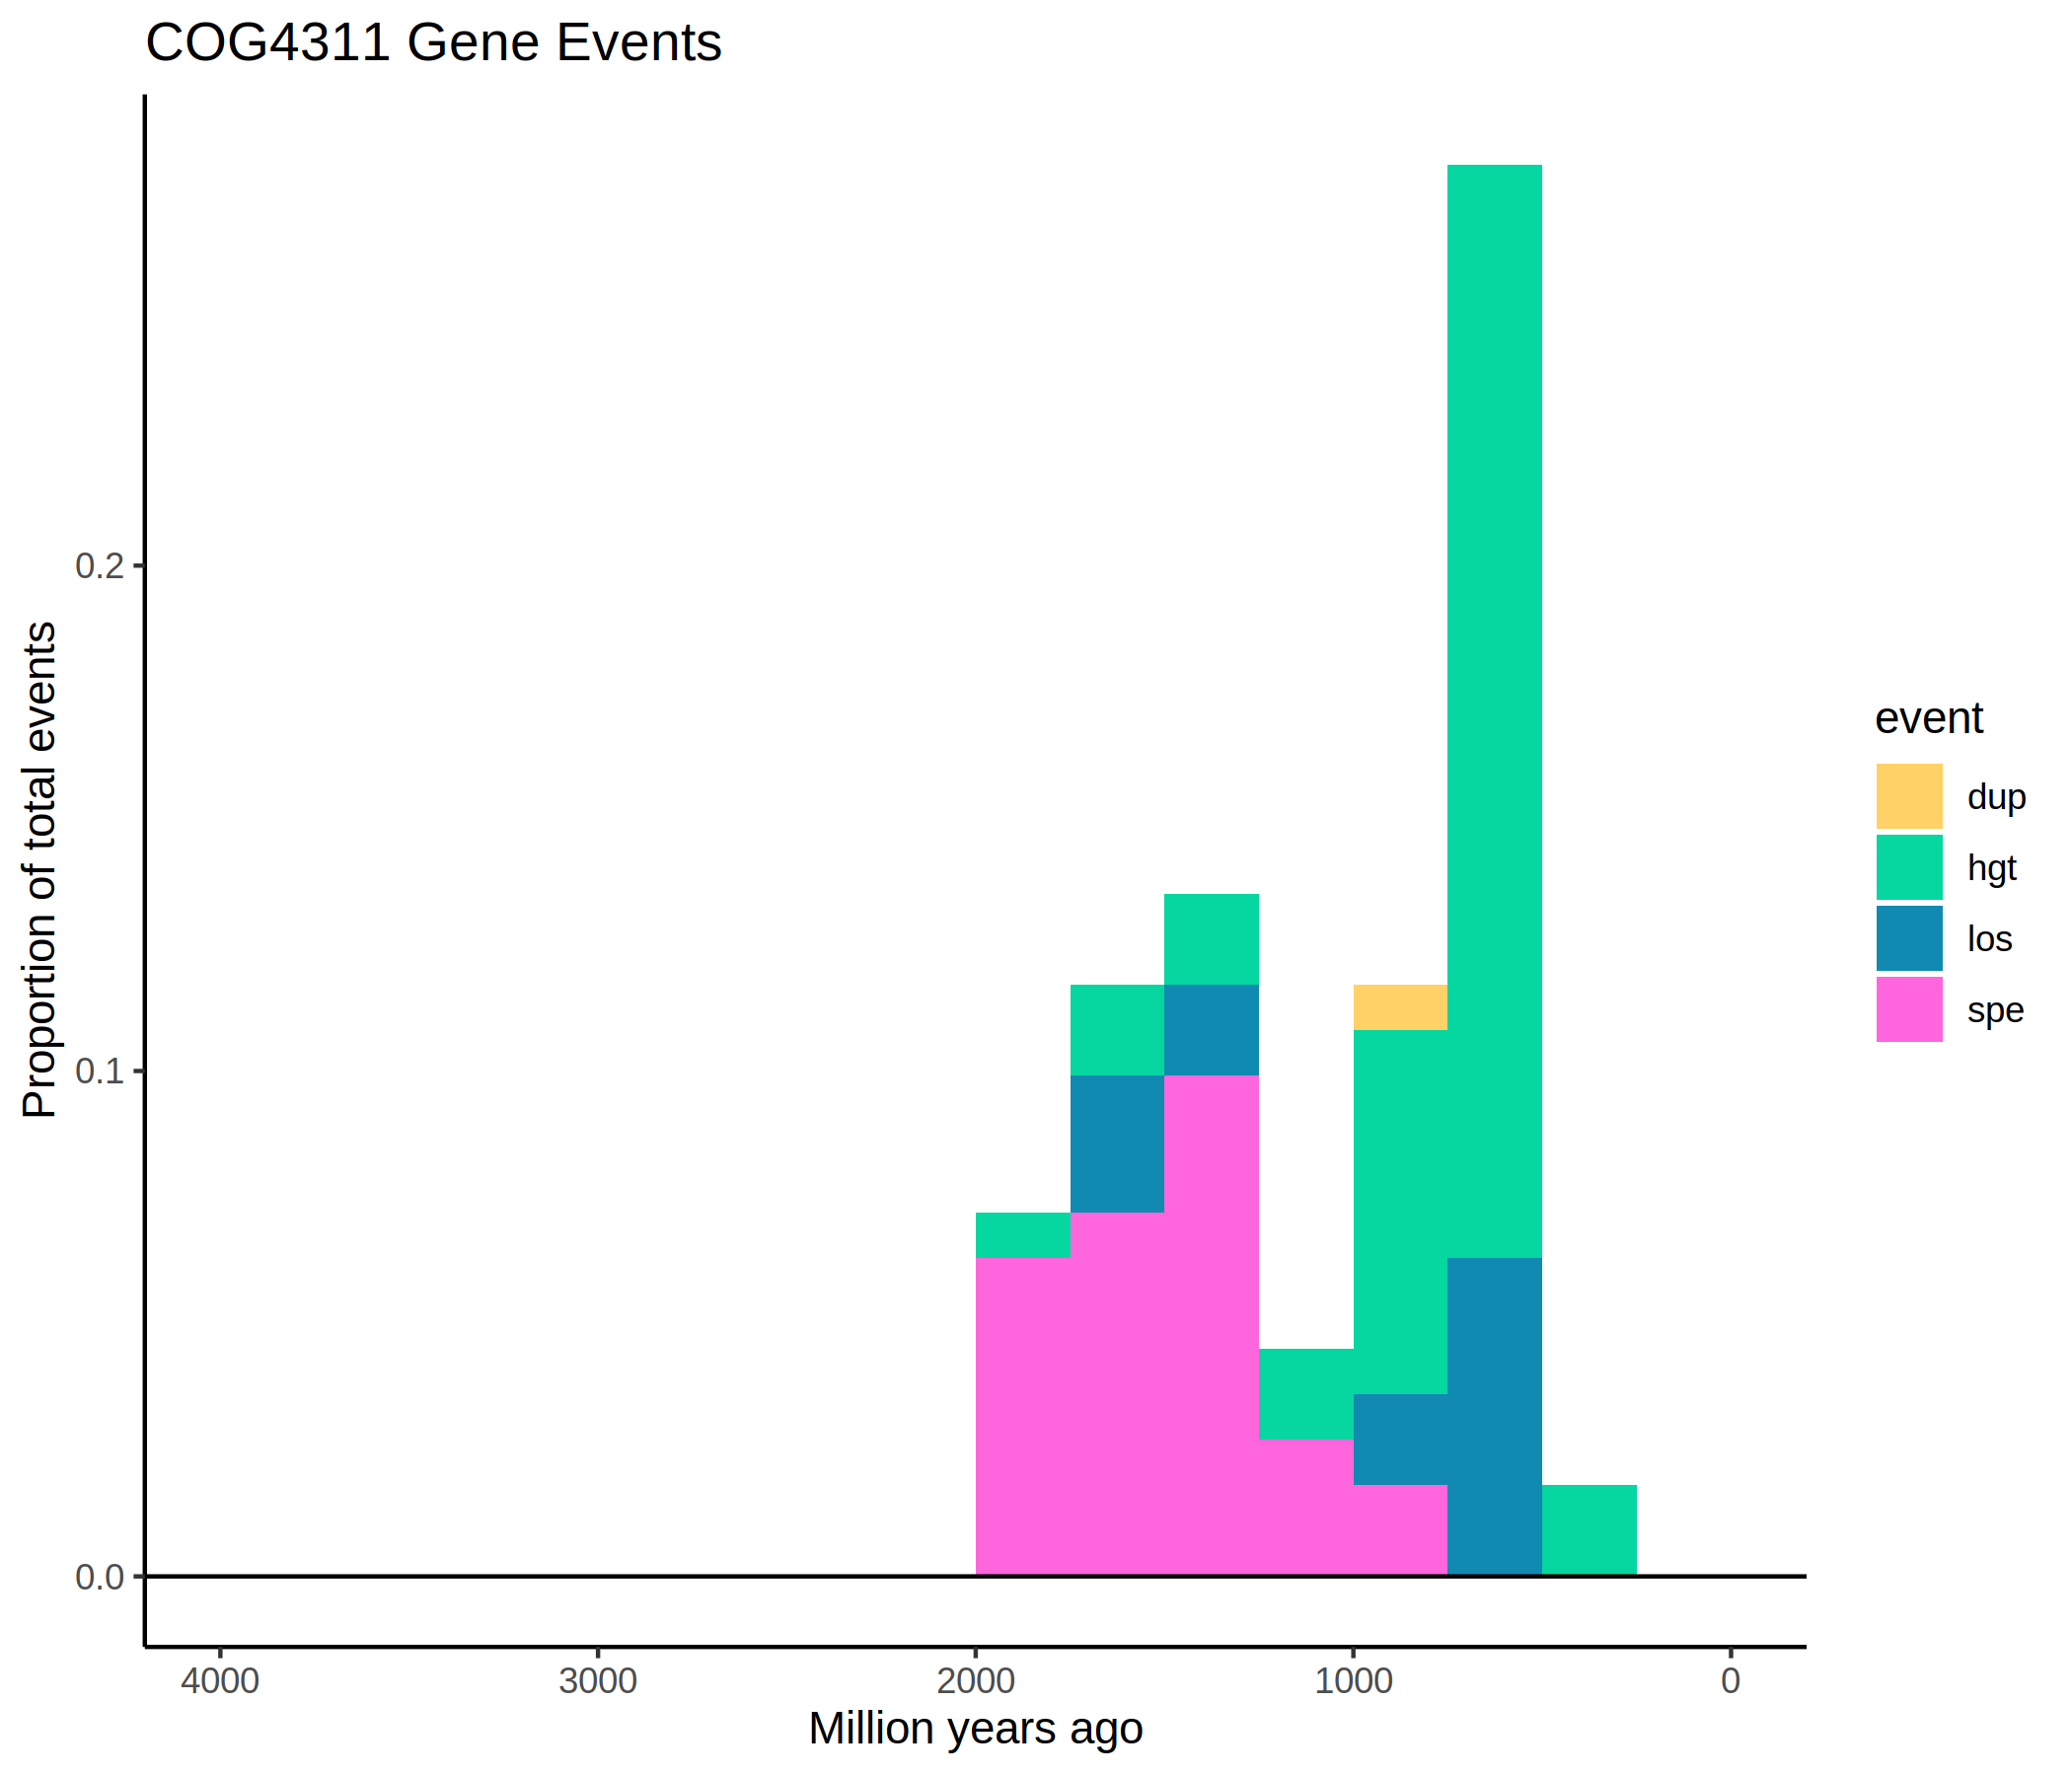 COG4311 Gene Events
Proportion of total events
0.2
0.1
0.0
4000 3000 2000 1000 0
Million years ago
event
dup
hgt
los
spe